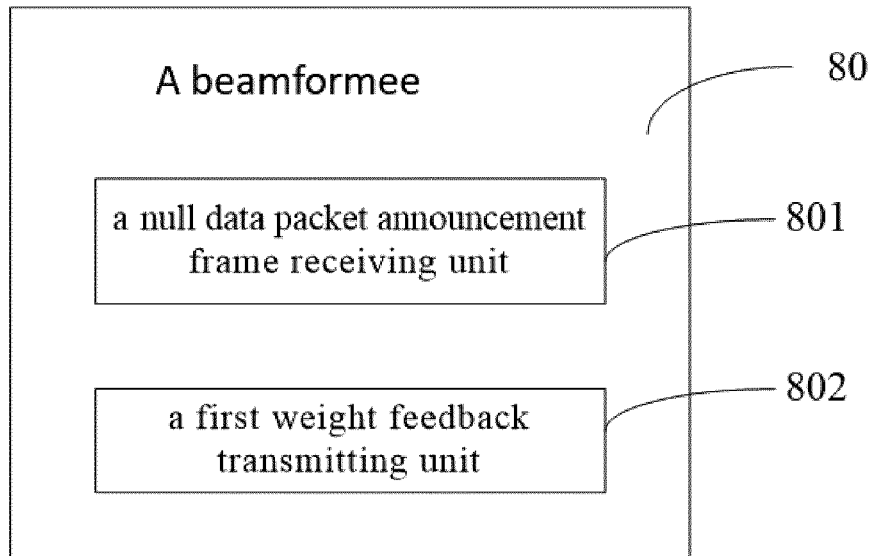 A beamformee
80
a null data packet announcement
frame receiving unit
801
a first weight feedback
transmitting unit
802